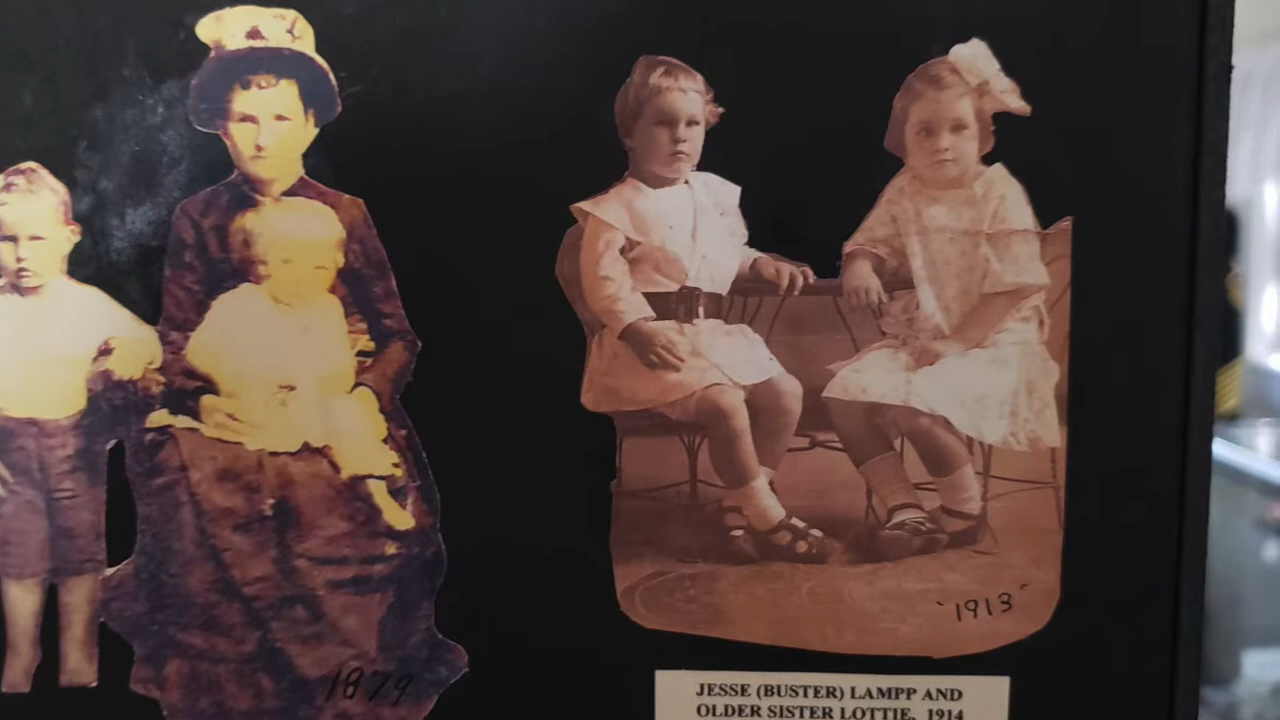 1879
"1913"
JESSE (BUSTER) LAMPP AND
OLDER SISTER LOTTIE, 1914